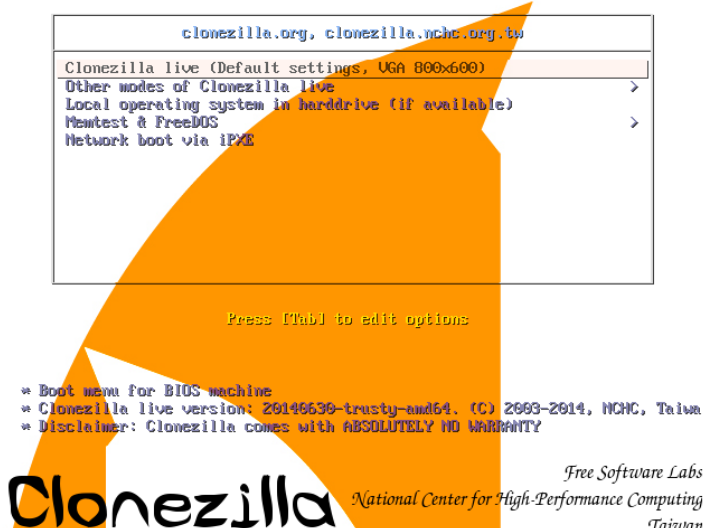 clonezilla.org, clonezilla.nchc.org.tw
Clonezilla live (Default settings, VGA 800x600)
Other modes of Clonezilla live >
Local operating system in harddrive (if available)
Memtest & FreeDOS >
Network boot via iPXE
Press [Tab] to edit options
* Boot menu for BIOS machine
* Clonezilla live version: 20140630-trusty-amd64. (C) 2003-2014, NCHC, Taiwa
* Disclaimer: Clonezilla comes with ABSOLUTELY NO WARRANTY
Free Software Labs
Clonezilla National Center for High-Performance Computing
Taiwan